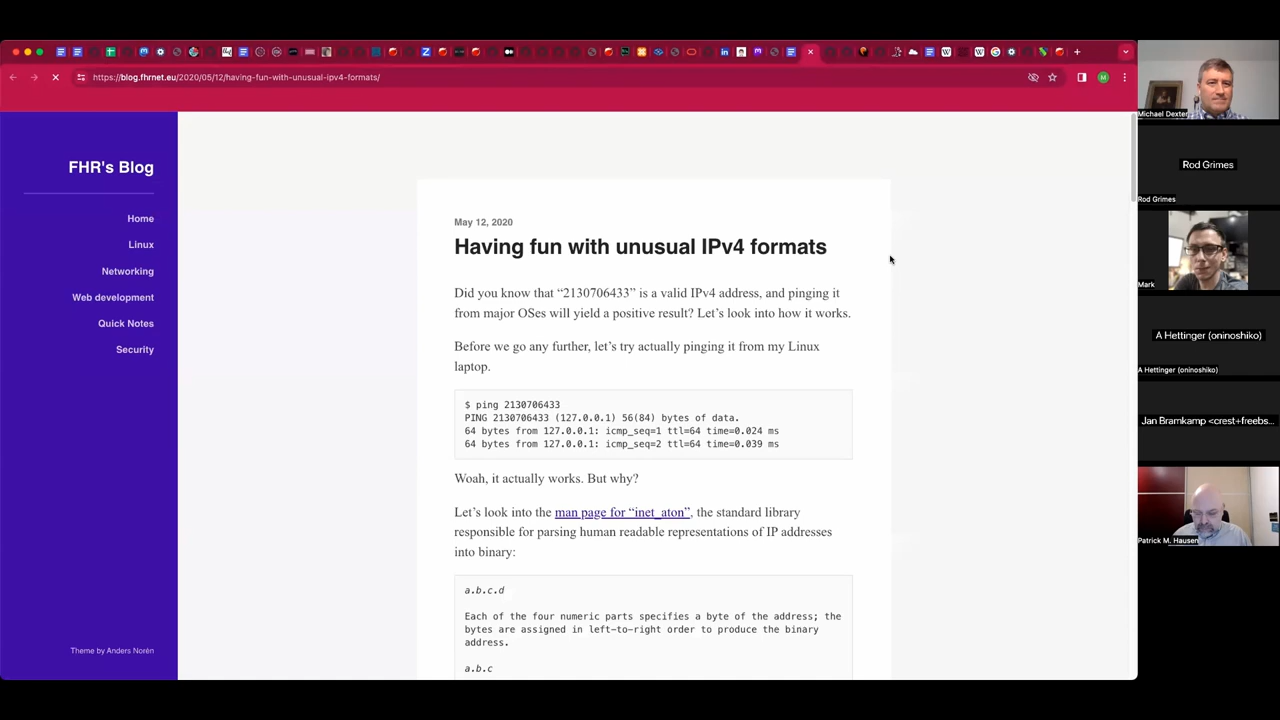 https://blog.fhrnet.eu/2020/05/12/having-fun-with-unusual-ipv4-formats/
FHR's Blog
Home
Linux
Networking
Web development
Quick Notes
Security
Theme by Anders Norén
May 12, 2020
Having fun with unusual IPv4 formats
Did you know that “2130706433” is a valid IPv4 address, and pinging it
from major OSes will yield a positive result? Let’s look into how it works.
Before we go any further, let’s try actually pinging it from my Linux
laptop.
$ ping 2130706433
PING 2130706433 (127.0.0.1) 56(84) bytes of data.
64 bytes from 127.0.0.1: icmp_seq=1 ttl=64 time=0.024 ms
64 bytes from 127.0.0.1: icmp_seq=2 ttl=64 time=0.039 ms
Woah, it actually works. But why?
Let’s look into the man page for “inet_aton”, the standard library
responsible for parsing human readable representations of IP addresses
into binary:
a.b.c.d
Each of the four numeric parts specifies a byte of the address; the
bytes are assigned in left-to-right order to produce the binary
address.
a.b.c
Michael Dexter
Rod Grimes
Rod Grimes
Mark
A Hettinger (oninoshiko)
A Hettinger (oninoshiko)
Jan Bramkamp <crest+freebs...
Patrick M. Hausen